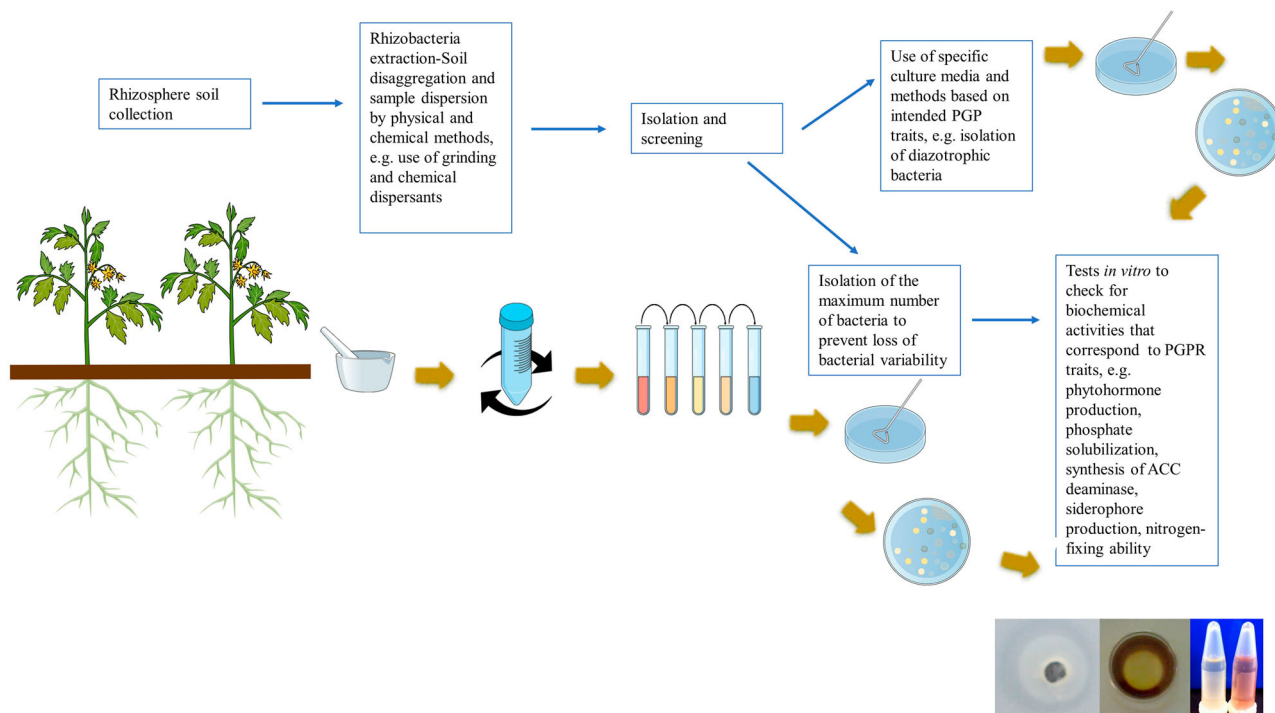 Rhizosphere soil
collection
Rhizobacteria
extraction-Soil
disaggregation and
sample dispersion
by physical and
chemical methods,
e.g. use of grinding
and chemical
dispersants
Isolation and
screening
Use of specific
culture media and
methods based on
intended PGP
traits, e.g. isolation
of diazotrophic
bacteria
Isolation of the
maximum number
of bacteria to
prevent loss of
bacterial variability
Tests in vitro to
check for
biochemical
activities that
correspond to PGPR
traits, e.g.
phytohormone
production,
phosphate
solubilization,
synthesis of ACC
deaminase,
siderophore
production, nitrogen-
fixing ability